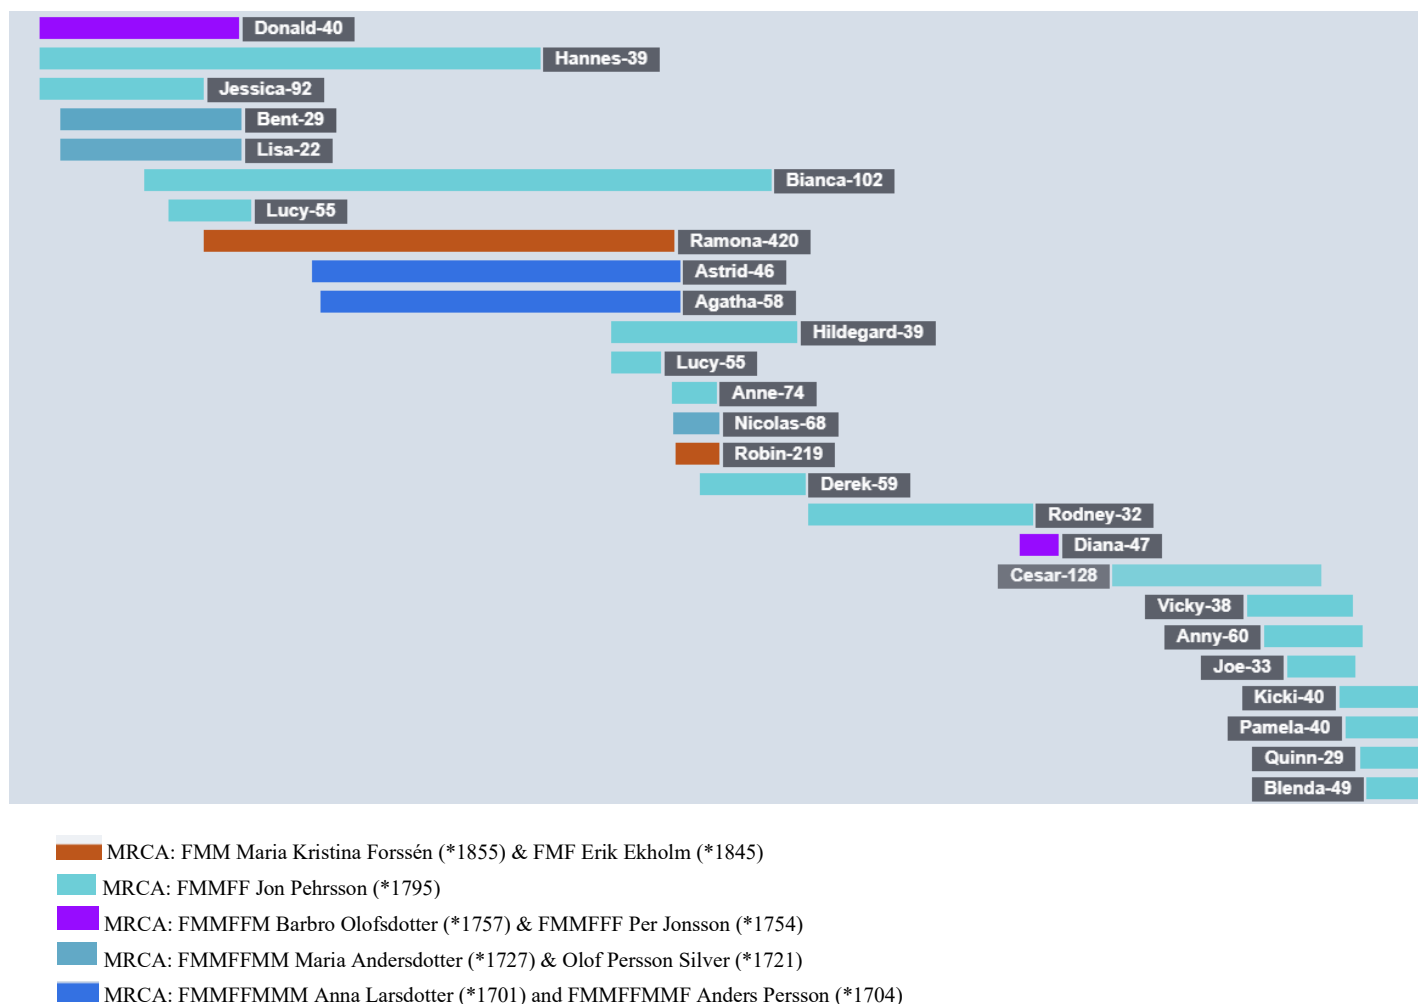 Donald-40
Hannes-39
Jessica-92
Bent-29
Lisa-22
Bianca-102
Lucy-55
Ramona-420
Astrid-46
Agatha-58
Hildegard-39
Lucy-55
Anne-74
Nicolas-68
Robin-219
Derek-59
Rodney-32
Diana-47
Cesar-128
Vicky-38
Anny-60
Joe-33
Kicki-40
Pamela-40
Quinn-29
Blenda-49
MRCA: FMM Maria Kristina Forssén (*1855) & FMF Erik Ekholm (*1845)
MRCA: FMMFF Jon Pehrsson (*1795)
MRCA: FMMFFM Barbro Olofsdotter (*1757) & FMMFFF Per Jonsson (*1754)
MRCA: FMMFFMM Maria Andersdotter (*1727) & Olof Persson Silver (*1721)
MRCA: FMMFFMMM Anna Larsdotter (*1701) and FMMFFMMF Anders Persson (*1704)